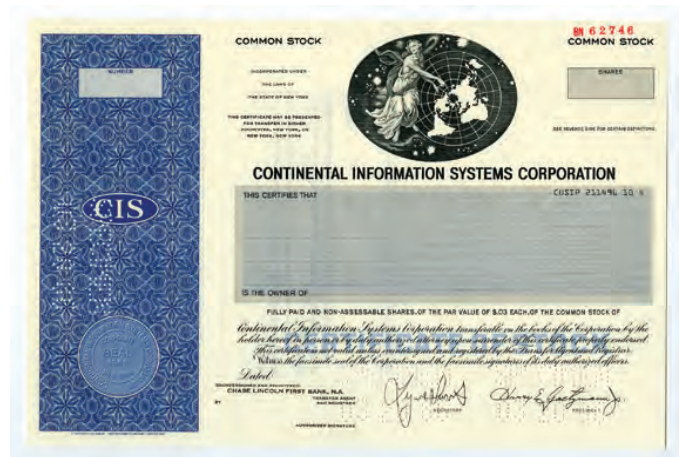 BN 62746
COMMON STOCK
COMMON STOCK
NUMBER
SHARES
INCORPORATED UNDER
THE LAWS OF
THE STATE OF NEW YORK
THIS CERTIFICATE MAY BE PRESENTED
FOR TRANSFER IN EITHER
NEW YORK, OR
NEW YORK, NEW YORK
SEE REVERSE SIDE FOR CERTAIN DEFINITIONS
CONTINENTAL INFORMATION SYSTEMS CORPORATION
THIS CERTIFIES THAT
CUSIP 211496 10
CIS
IS THE OWNER OF
FULLY PAID AND NON-ASSESSABLE SHARES, OF THE PAR VALUE OF $.03 EACH, OF THE COMMON STOCK OF
Continental Information Systems Corporation transferable on the books of the Corporation by the
holder hereof in person or by duly authorized attorney upon surrender of this certificate properly endorsed.
This certificate is not valid unless countersigned and registered by the Transfer Agent and Registrar.
Witness the facsimile seal of the Corporation and the facsimile signatures of its duly authorized officers.
Dated:
SEAL
COUNTERSIGNED AND REGISTERED:
CHASE LINCOLN FIRST BANK, N.A.
TRANSFER AGENT
AND REGISTRAR
BY
SECRETARY
PRESIDENT
AUTHORIZED SIGNATURE